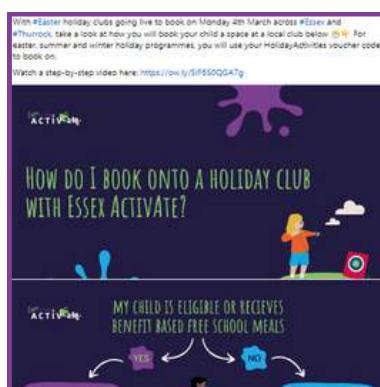 With #Easter holiday clubs going live to book on Monday 4th March across #Essex and
#Thurrock, take a look at how you will book your child a space at a local club below 🐣👇 For
easter, summer and winter holiday programmes, you will use your HolidayActivities voucher code
to book on.
Watch a step-by-step video here:
ACTIVATE
HOW DO I BOOK ONTO A HOLIDAY CLUB
WITH ESSEX ACTIVATE?
ACTIVATE
MY CHILD IS ELIGIBLE OR RECIEVES
BENEFIT BASED FREE SCHOOL MEALS
YES
NO